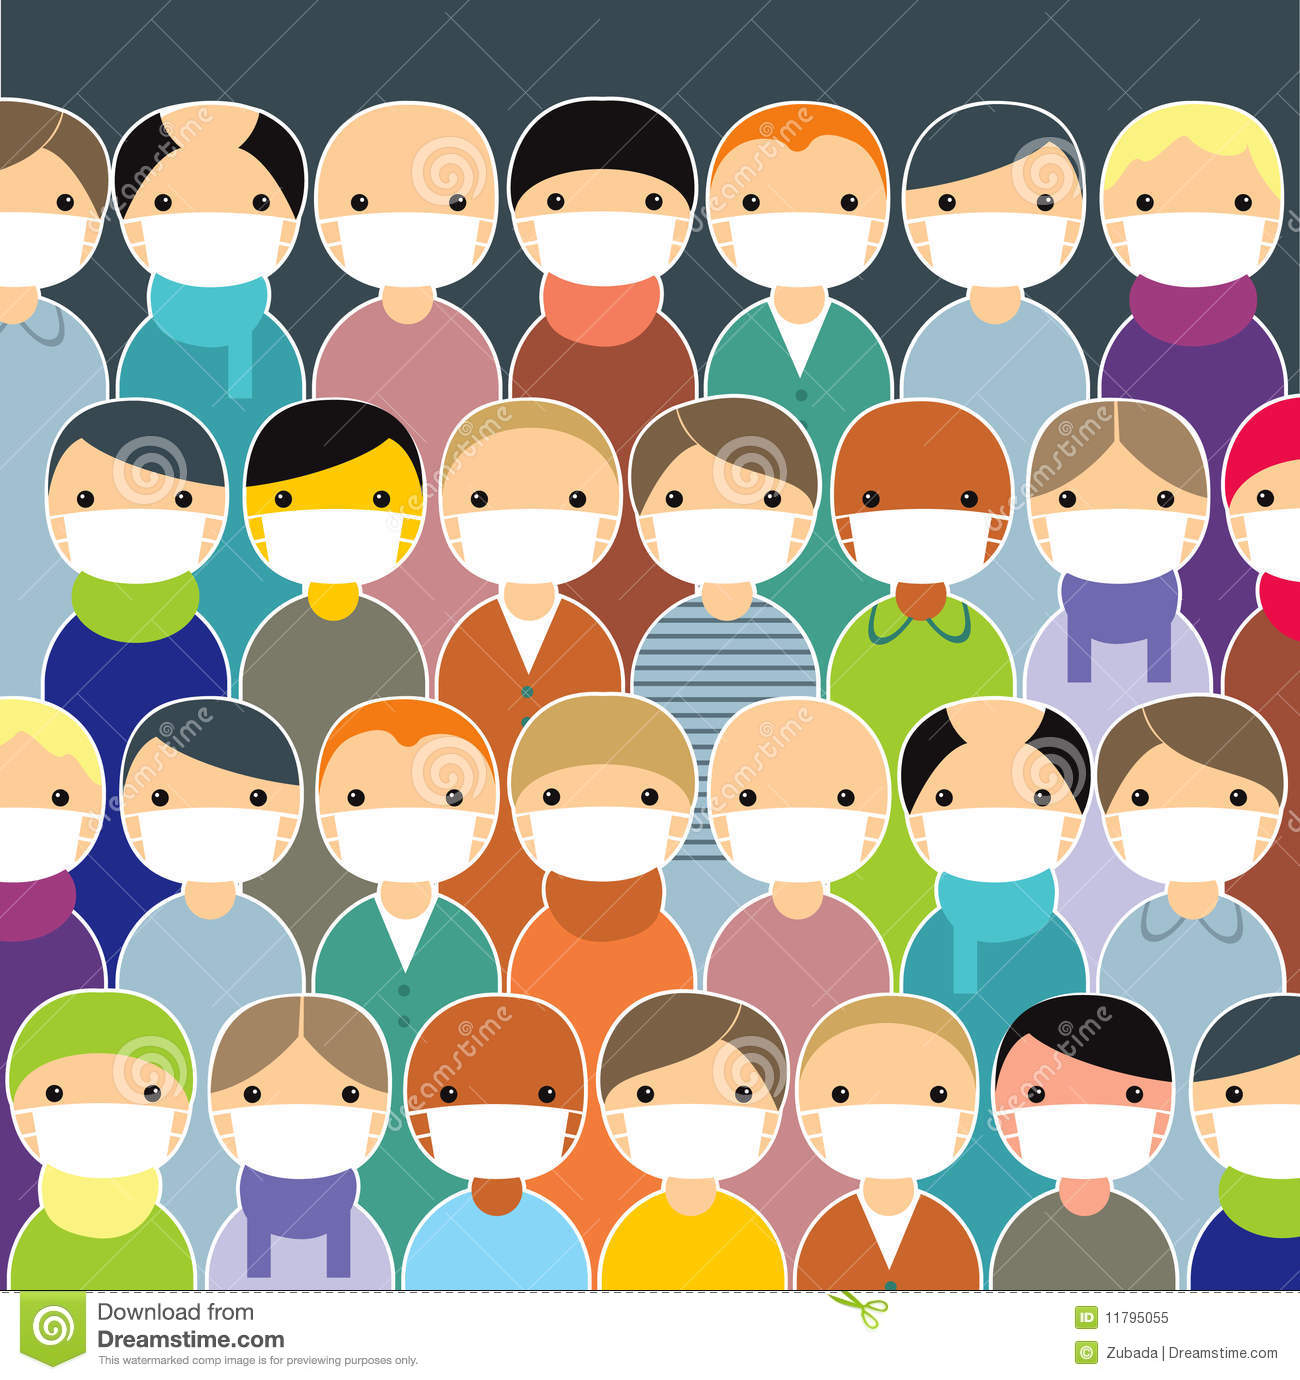 Download from
Dreamstime.com
This watermarked comp image is for previewing purposes only.
ID 11795055
© Zubada | Dreamstime.com